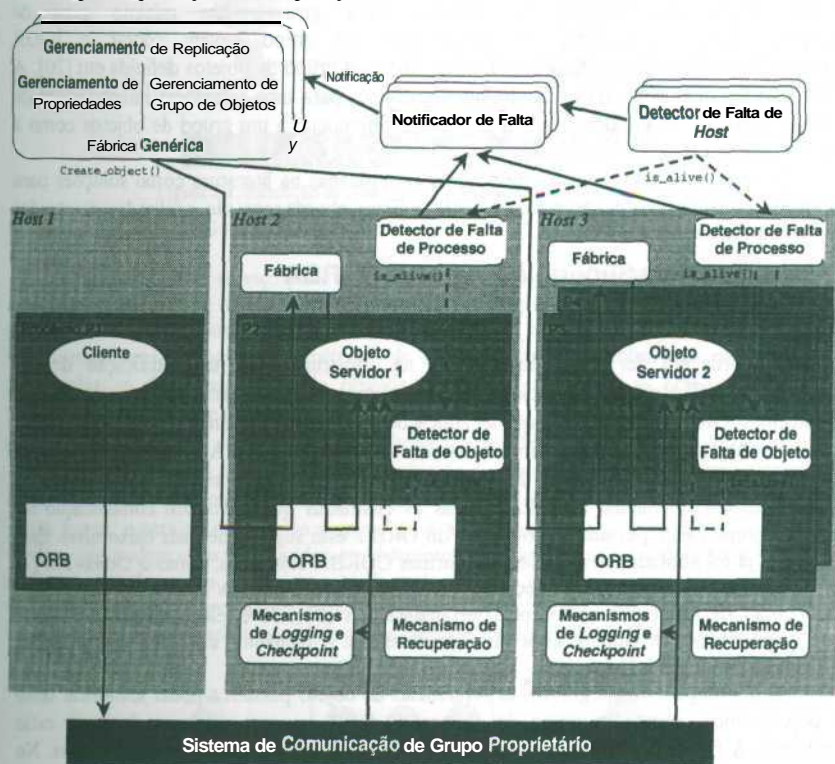 Gerenciamento de Replicação
Gerenciamento de
Propriedades
Gerenciamento de
Grupo de Objetos
U
y
Fábrica Genérica
Notificação
Notificador de Falta
Detector de Falta de
Host
Create_object()
is_alive()
Host 1
Host 2
Host 3
Detector de Falta
de Processo
Detector de Falta
de Processo
Fábrica
is_alive()
Fábrica
is_alive()
P2
Cliente
Objeto
Servidor 1
Objeto
Servidor 2
Detector de
Falta de Objeto
Detector de
Falta de Objeto
ORB
ORB
ORB
Mecanismos
de Logging e
Checkpoint
Mecanismo de
Recuperação
Mecanismos
de Logging e
Checkpoint
Mecanismo de
Recuperação
Sistema de Comunicação de Grupo Proprietário